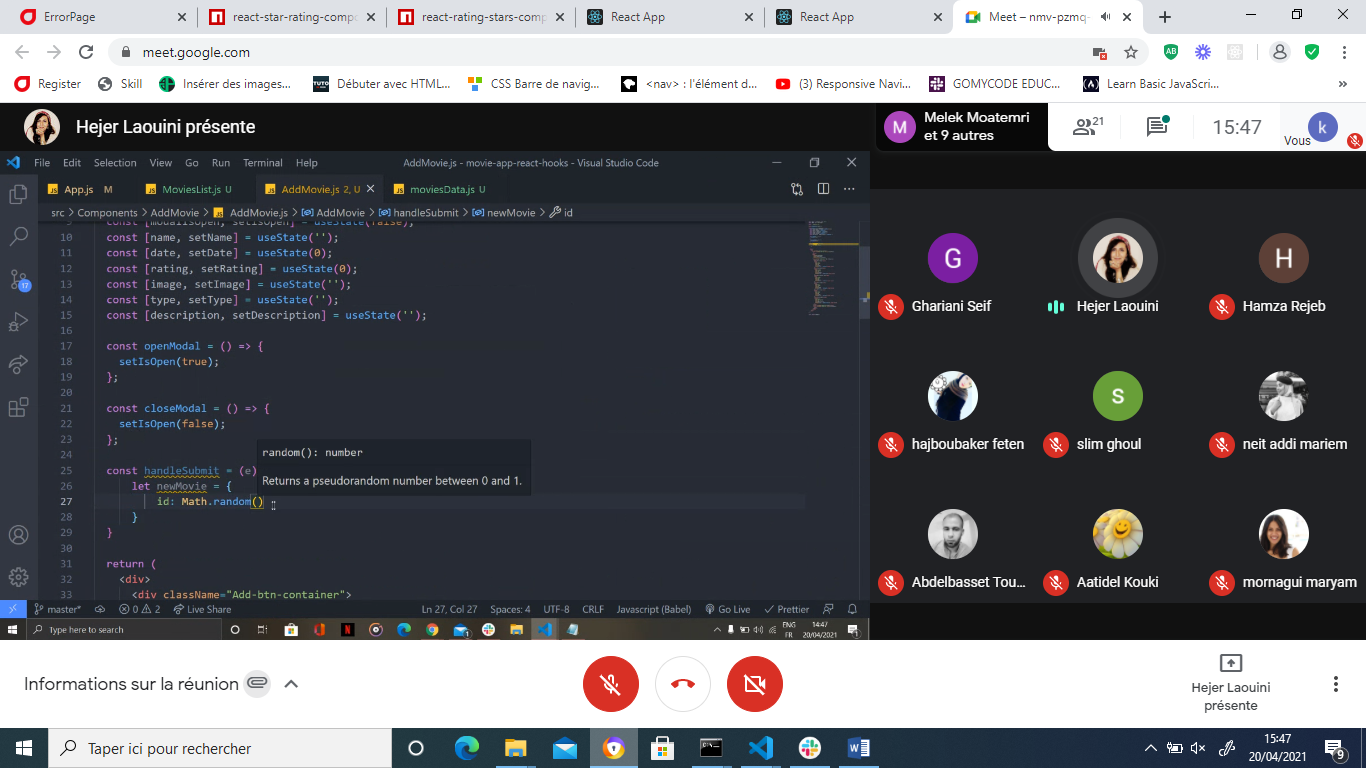 ErrorPage
react-star-rating-compo
react-rating-stars-comp
React App
React App
Meet – nmv-pzmq-
meet.google.com
Register
Skill
Insérer des images...
Débuter avec HTML...
CSS Barre de navig...
<nav> : l'élément d...
(3) Responsive Navi...
GOMYCODE EDUC...
Learn Basic JavaScri...
»
Hejer Laouini présente
M
Melek Moatemri
et 9 autres
21
15:47
Vous
k
File Edit Selection View Go Run Terminal Help
AddMovie.js - movie-app-react-hooks - Visual Studio Code
App.js M
MoviesList.js U
AddMovie.js 2, U
moviesData.js U
src > Components > AddMovie > AddMovie.js > AddMovie > handleSubmit > newMovie > id
9 const [modalIsOpen, setIsOpen] = useState(false);
10 const [name, setName] = useState('');
11 const [date, setDate] = useState(0);
12 const [rating, setRating] = useState(0);
13 const [image, setImage] = useState('');
14 const [type, setType] = useState('');
15 const [description, setDescription] = useState('');
16
17 const openModal = () => {
18 setIsOpen(true);
19 };
20
21 const closeModal = () => {
22 setIsOpen(false);
23 };
24
random(): number
Returns a pseudorandom number between 0 and 1.
25 const handleSubmit = (e)
26 let newMovie = {
27 id: Math.random()
28 }
29 }
30
31 return (
32 <div>
33 <div className="Add-btn-container">
17
master*
0 2
Live Share
Ln 27, Col 27
Spaces: 4
UTF-8
CRLF
Javascript (Babel)
Go Live
Prettier
Type here to search
ENG
FR
14:47
20/04/2021
G
Ghariani Seif
Hejer Laouini
H
Hamza Rejeb
hajboubaker feten
S
slim ghoul
neit addi mariem
Abdelbasset Tou...
Aatidel Kouki
mornagui maryam
Informations sur la réunion
Hejer Laouini
présente
Taper ici pour rechercher
15:47
20/04/2021
9